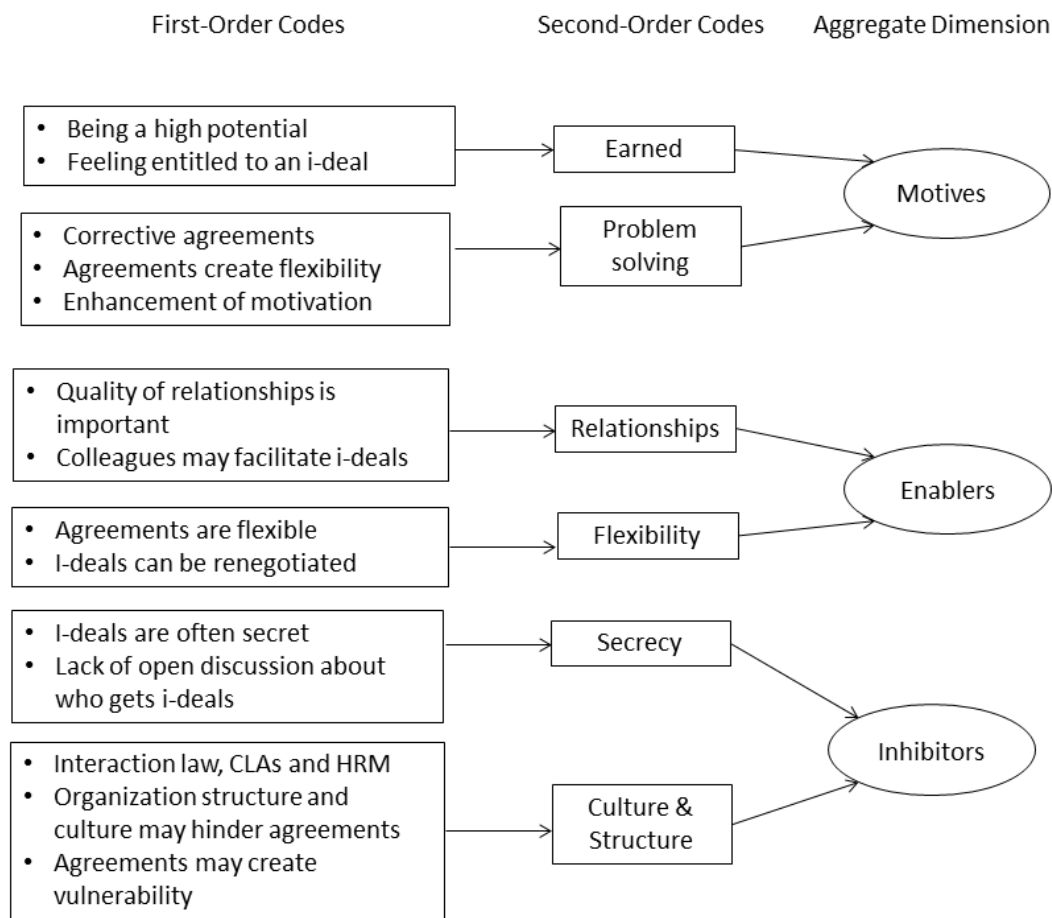 First-Order Codes
Second-Order Codes
Aggregate Dimension
• Being a high potential
• Feeling entitled to an i-deal
Earned
Motives
• Corrective agreements
• Agreements create flexibility
• Enhancement of motivation
Problem
solving
• Quality of relationships is
important
• Colleagues may facilitate i-deals
Relationships
Enablers
• Agreements are flexible
• I-deals can be renegotiated
Flexibility
• I-deals are often secret
• Lack of open discussion about
who gets i-deals
Secrecy
Inhibitors
• Interaction law, CLAs and HRM
• Organization structure and
culture may hinder agreements
• Agreements may create
vulnerability
Culture &
Structure